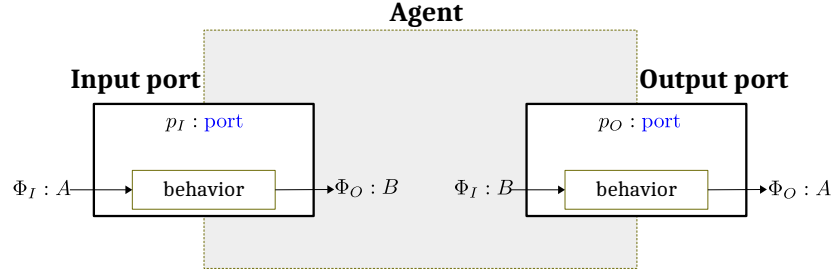 Agent
Input port
Output port
p_I : port
p_O : port
Φ_I : A
behavior
Φ_O : B
Φ_I : B
behavior
Φ_O : A